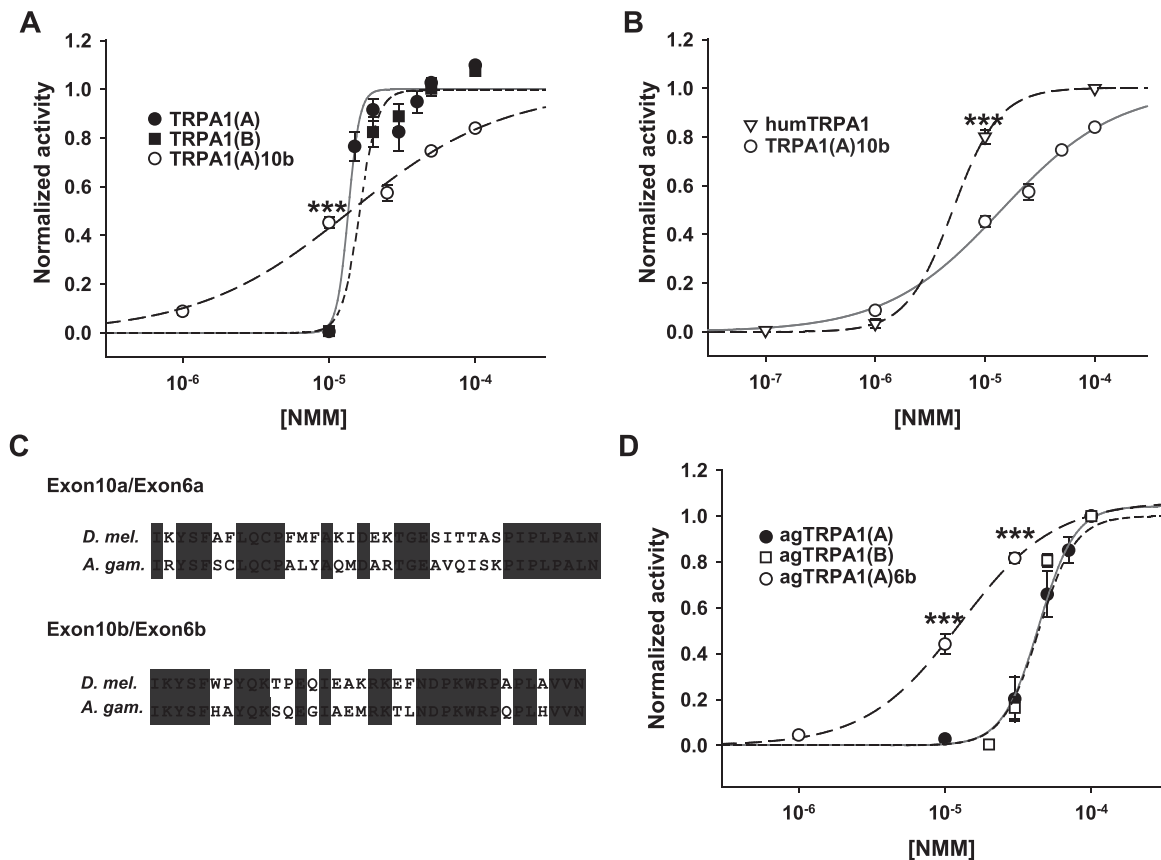 A
1.2
1.0
0.8
0.6
0.4
0.2
0.0
Normalized activity
TRPA1(A)
TRPA1(B)
TRPA1(A)10b
***
10⁻⁶
10⁻⁵
10⁻⁴
[NMM]
B
1.2
1.0
0.8
0.6
0.4
0.2
0.0
Normalized activity
humTRPA1
TRPA1(A)10b
***
10⁻⁷
10⁻⁶
10⁻⁵
10⁻⁴
[NMM]
C
Exon10a/Exon6a
D. mel. IKYSFAFLQCPFMFAKIDEKTGESITTASPIPLPALN
A. gam. IRYSFSCLQCPALYAQMDARTGEAVQISKPIPLPALN
Exon10b/Exon6b
D. mel. IKYSFWPYQKTPEQIEAKRKEFNDPKWRPAPLAVVN
A. gam. IKYSFHAYQKSQEGIAEMRKTLNDPKWRPQPLHVVN
D
1.2
1.0
0.8
0.6
0.4
0.2
0.0
Normalized activity
agTRPA1(A)
agTRPA1(B)
agTRPA1(A)6b
***
***
10⁻⁶
10⁻⁵
10⁻⁴
[NMM]